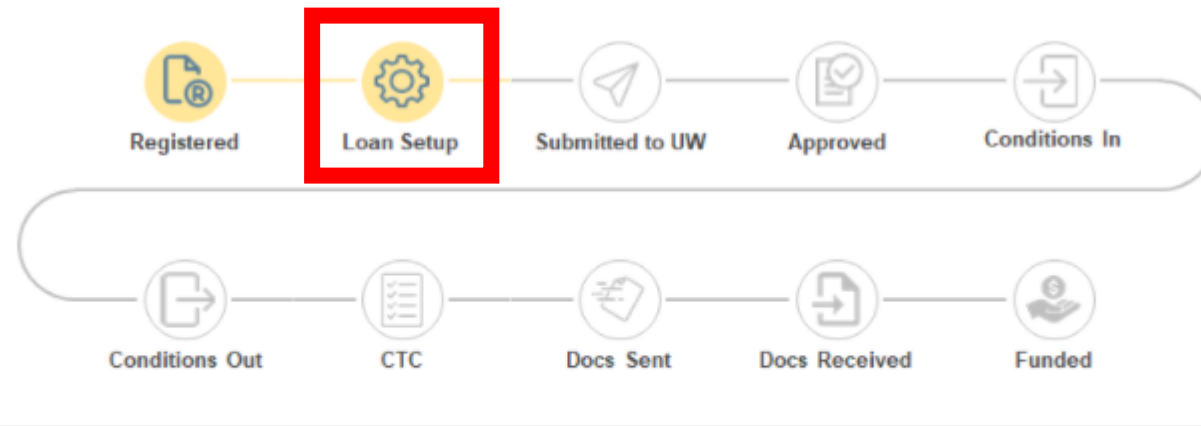 Registered
Loan Setup
Submitted to UW
Approved
Conditions In
Conditions Out
CTC
Docs Sent
Docs Received
Funded